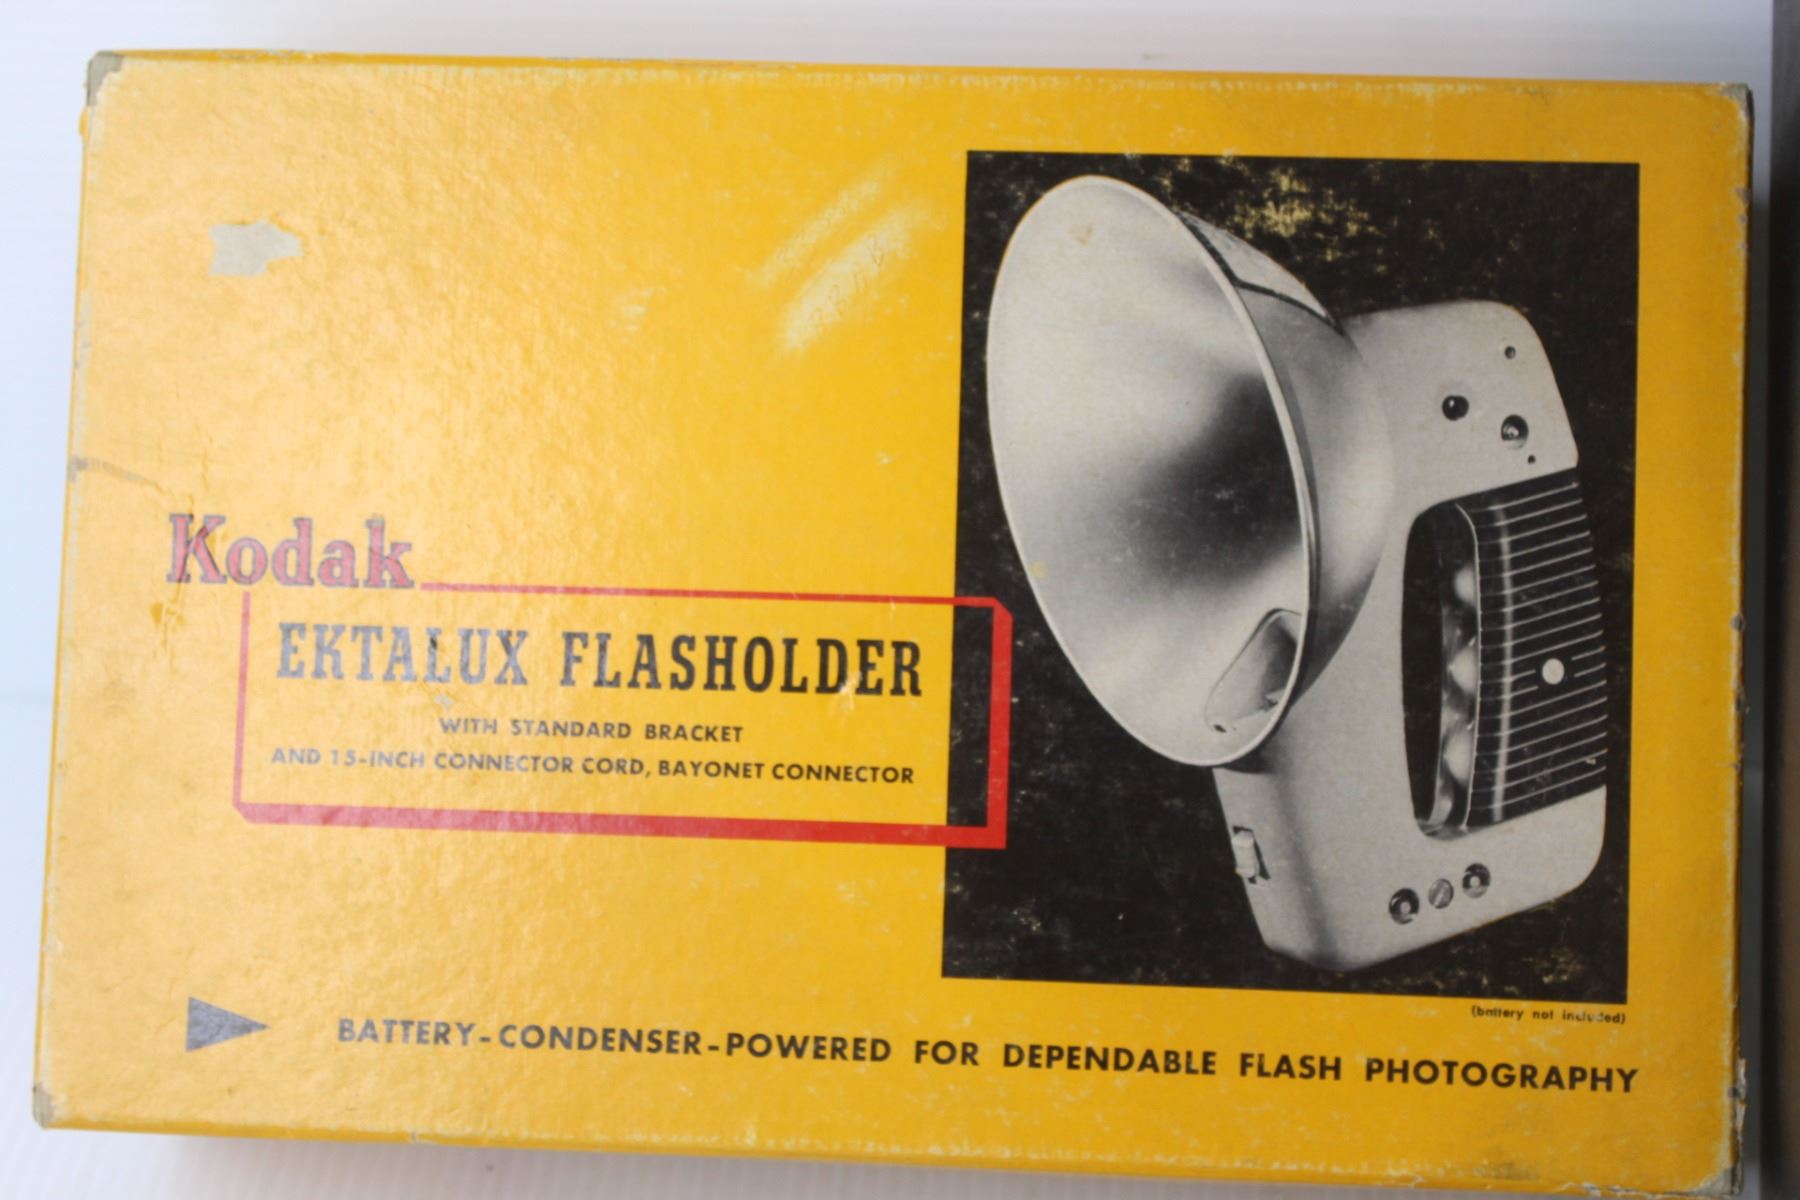 Kodak
EKTALUX FLASHOLDER
WITH STANDARD BRACKET
AND 15-INCH CONNECTOR CORD, BAYONET CONNECTOR
(battery not included)
BATTERY-CONDENSER-POWERED FOR DEPENDABLE FLASH PHOTOGRAPHY